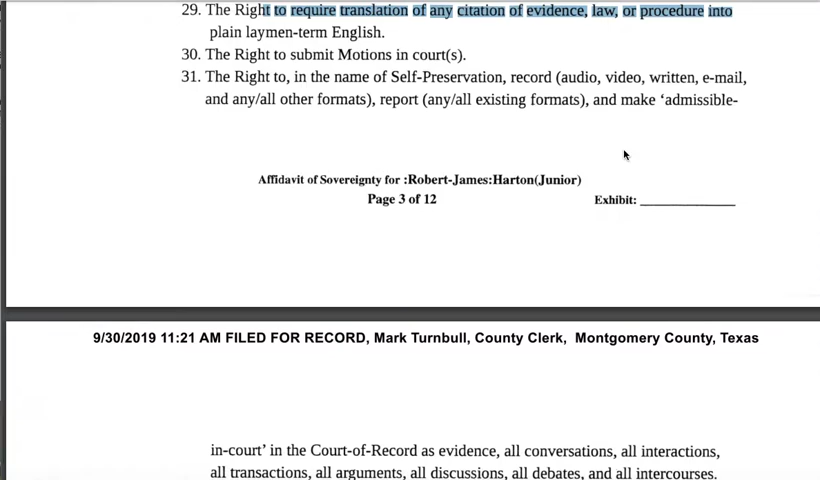 29. The Right to require translation of any citation of evidence, law, or procedure into
plain laymen-term English.
30. The Right to submit Motions in court(s).
31. The Right to, in the name of Self-Preservation, record (audio, video, written, e-mail,
and any/all other formats), report (any/all existing formats), and make ‘admissible-
Affidavit of Sovereignty for :Robert-James:Harton(Junior)
Page 3 of 12
Exhibit: _______________
9/30/2019 11:21 AM FILED FOR RECORD, Mark Turnbull, County Clerk, Montgomery County, Texas
in-court’ in the Court-of-Record as evidence, all conversations, all interactions,
all transactions, all arguments, all discussions, all debates, and all intercourses.